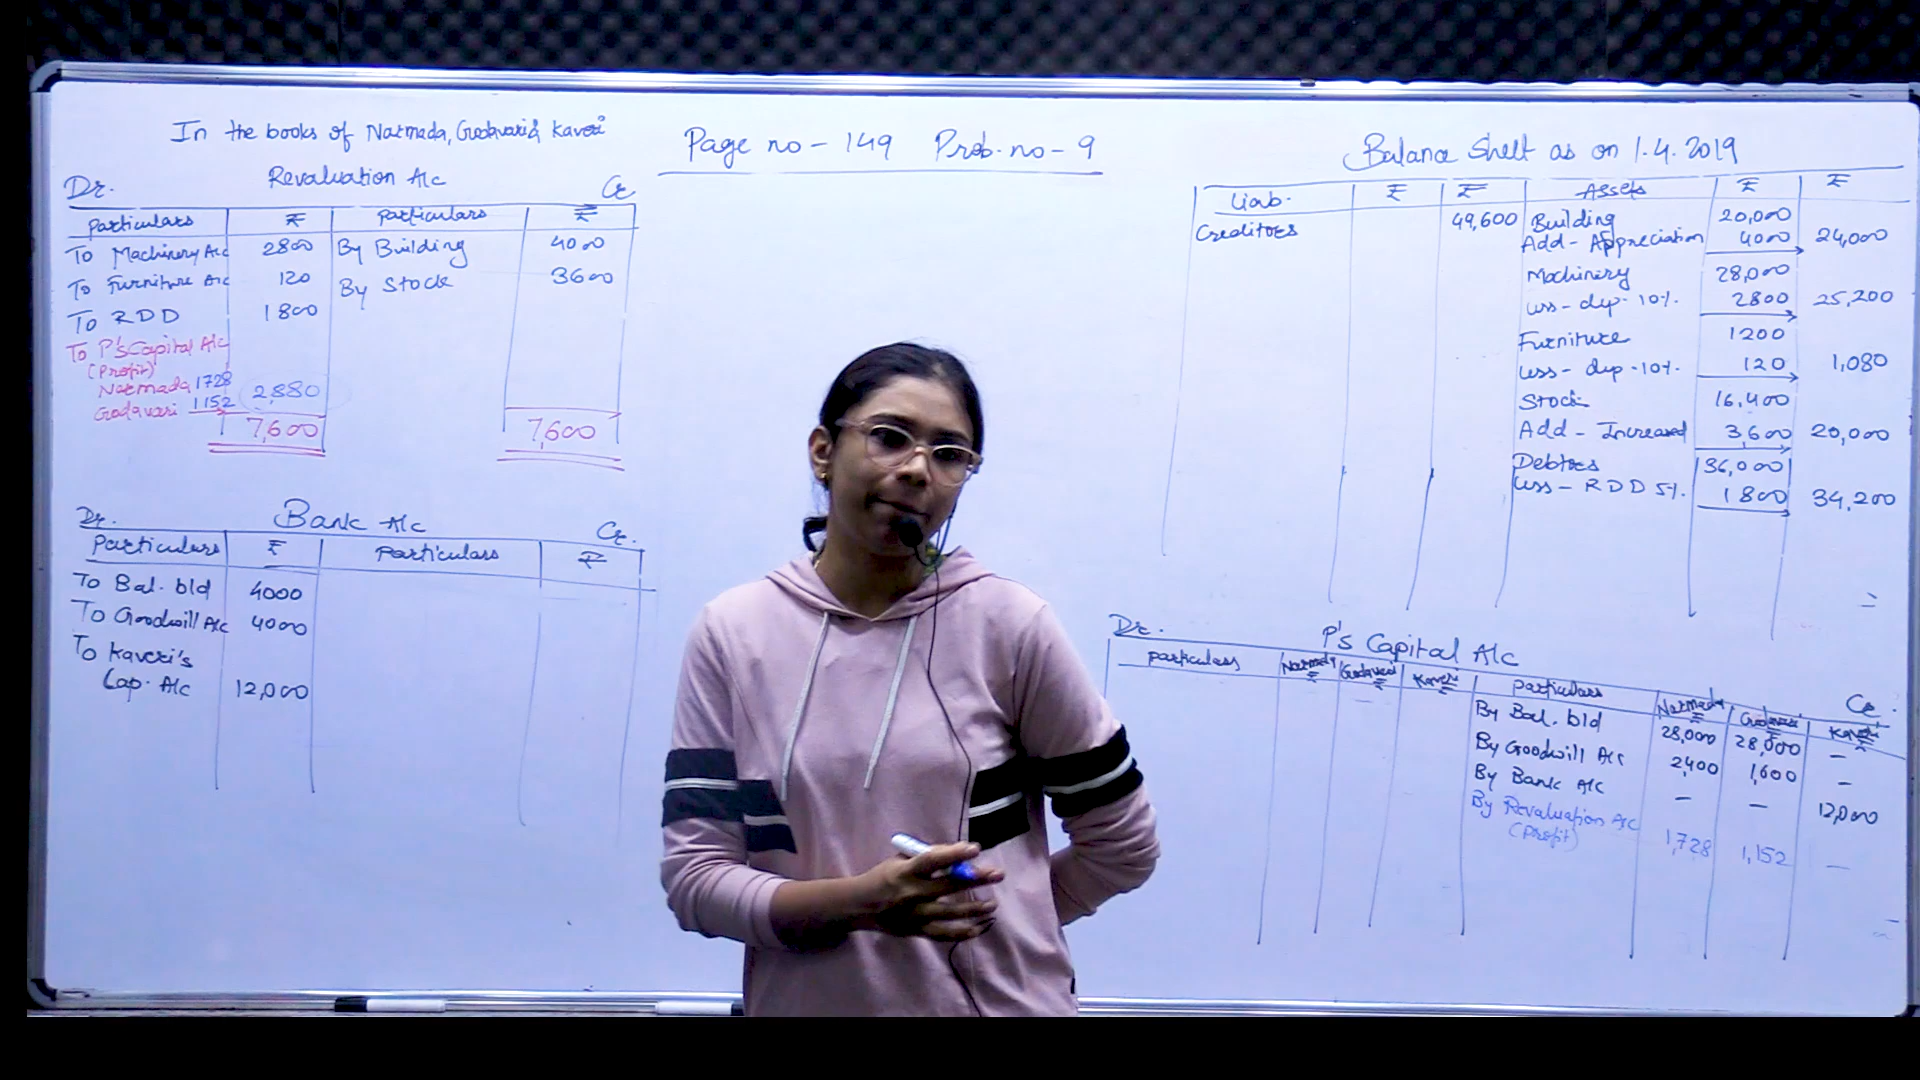 In the books of Narmada, Godavari & Kaveri
Revaluation A/c
Dr. Cr
Particulars ₹ Particulars ₹
To Machinery A/c 2800 By Building 4000
To Furniture A/c 120 By Stock 3600
To RDD 1800
To P's Capital A/c
(Profit)
Narmada 1728
Godavari 1152 2,880
7,600 7,600
Dr. Bank A/c Cr.
Particulars ₹ Particulars ₹
To Bal. b/d 4000
To Goodwill A/c 4000
To Kaveri's
Cap. A/c 12,000
Page no - 149 Prob. no - 9
Balance Sheet as on 1.4.2019
Liab. ₹ ₹ Assets ₹ ₹
Creditors 49,600 Building 20,000
Add - Appreciation 4000 24,000
Machinery 28,000
Less - dep - 10%. 2800 25,200
Furniture 1200
Less - dep - 10%. 120 1,080
Stock 16,400
Add - Increased 3,600 20,000
Debtors 36,000
Less - RDD 5%. 1800 34,200
Dr. P's Capital A/c Cr.
Particulars Narmada ₹ Godavari ₹ Kaveri ₹ Particulars Narmada ₹ Godavari ₹ Kaveri ₹
By Bal. b/d 28,000 28,000 -
By Goodwill A/c 2,400 1,600 -
By Bank A/c - - 12,000
By Revaluation A/c
(Profit) 1,728 1,152 -